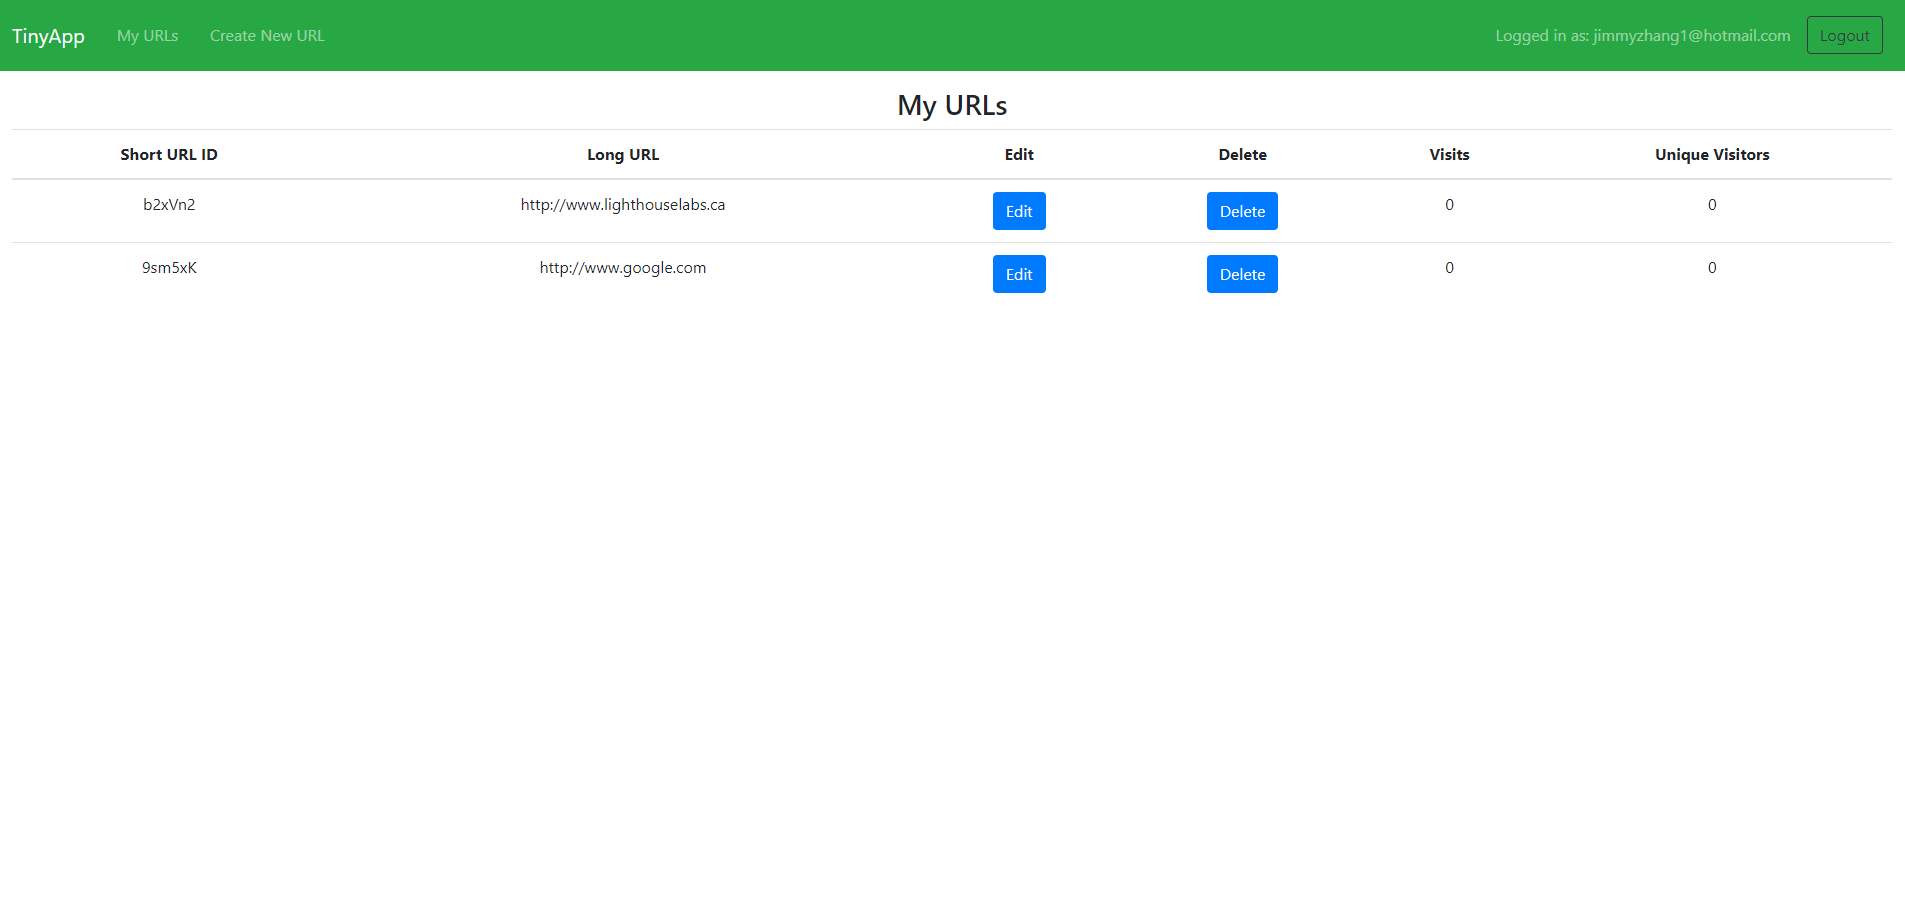 TinyApp My URLs Create New URL Logged in as: jimmyzhang1@hotmail.com Logout
My URLs
Short URL ID Long URL Edit Delete Visits Unique Visitors
b2xVn2 http://www.lighthouselabs.ca Edit Delete 0 0
9sm5xK http://www.google.com Edit Delete 0 0